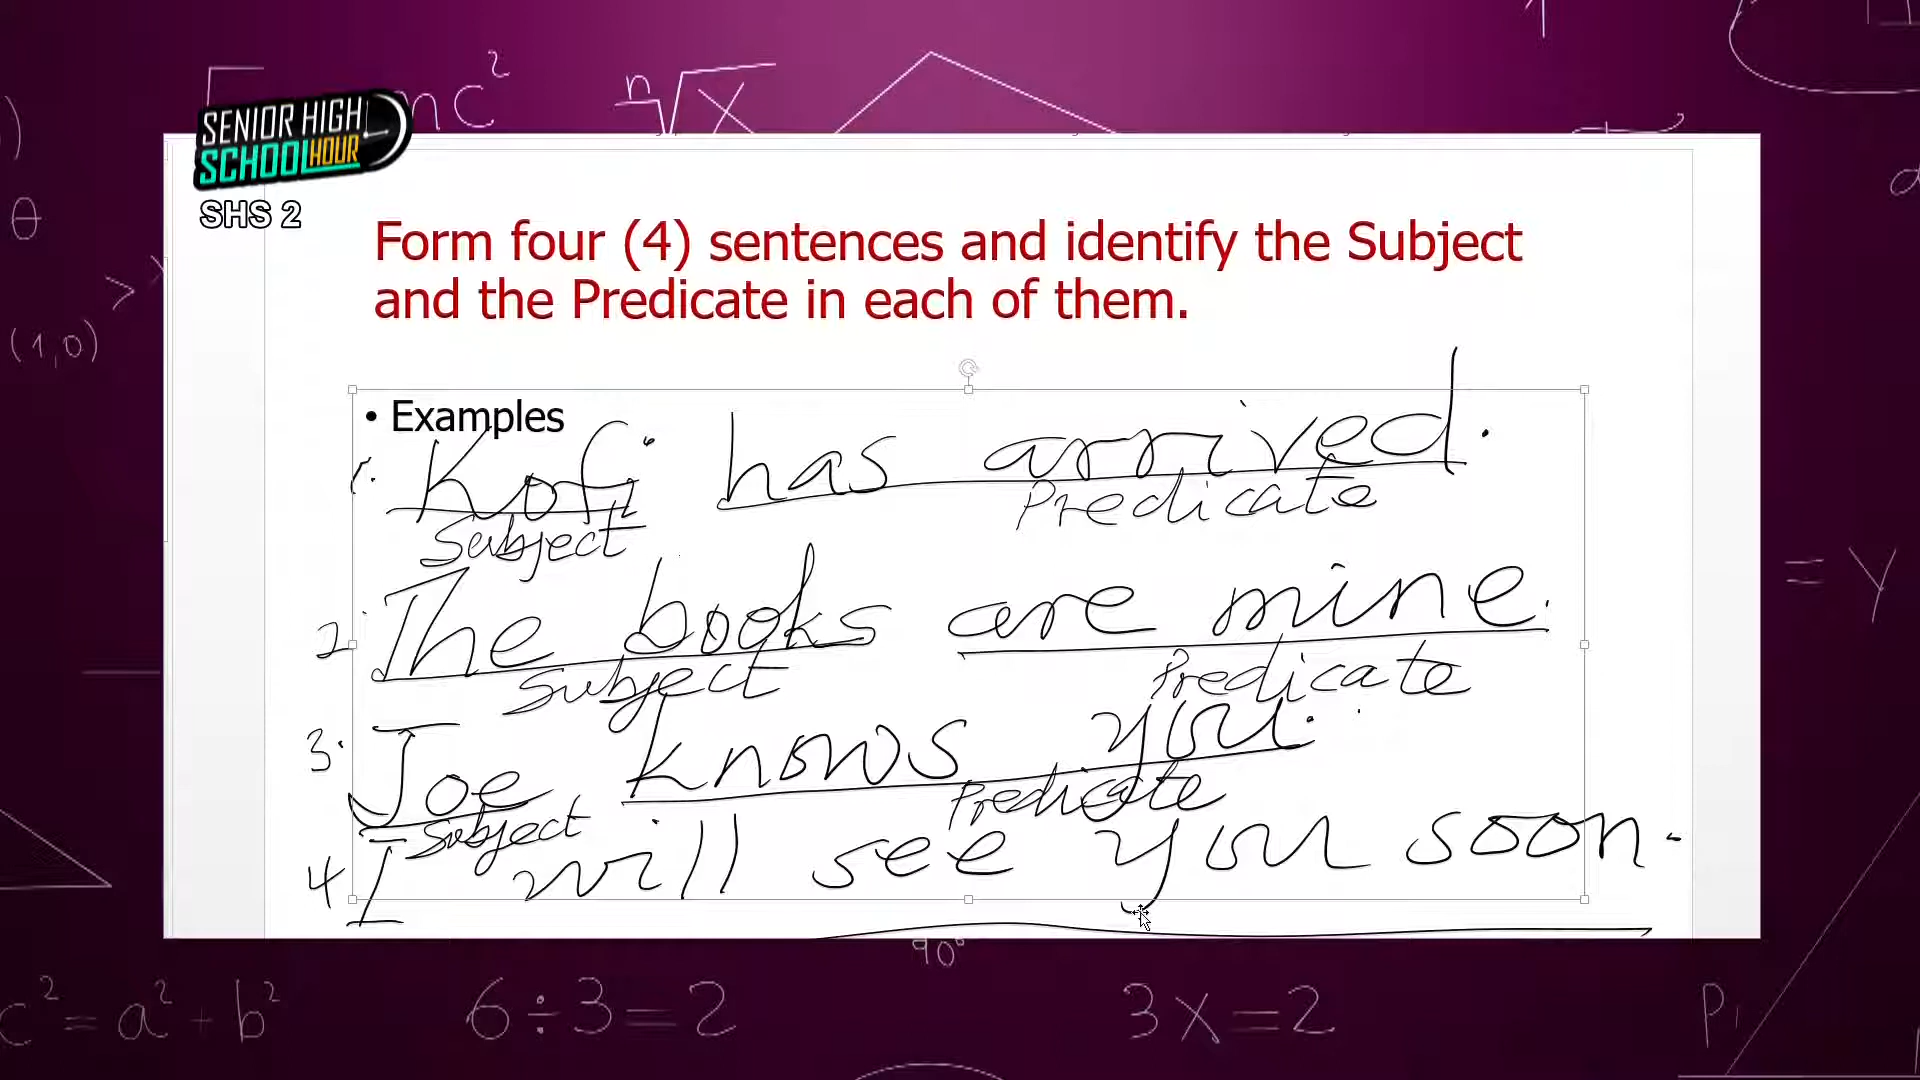 mc²
ⁿ√x
SENIOR HIGH
SCHOOL HOUR
SHS 2
θ
>
(1,0)
= Y
Form four (4) sentences and identify the Subject
and the Predicate in each of them.
• Examples
1. Kofi has arrived.
Subject Predicate
2. The books are mine.
Subject Predicate
3. Joe knows you.
Subject Predicate
4 I will see you soon.
90°
c² = a² + b²
6 ÷ 3 = 2
3x = 2